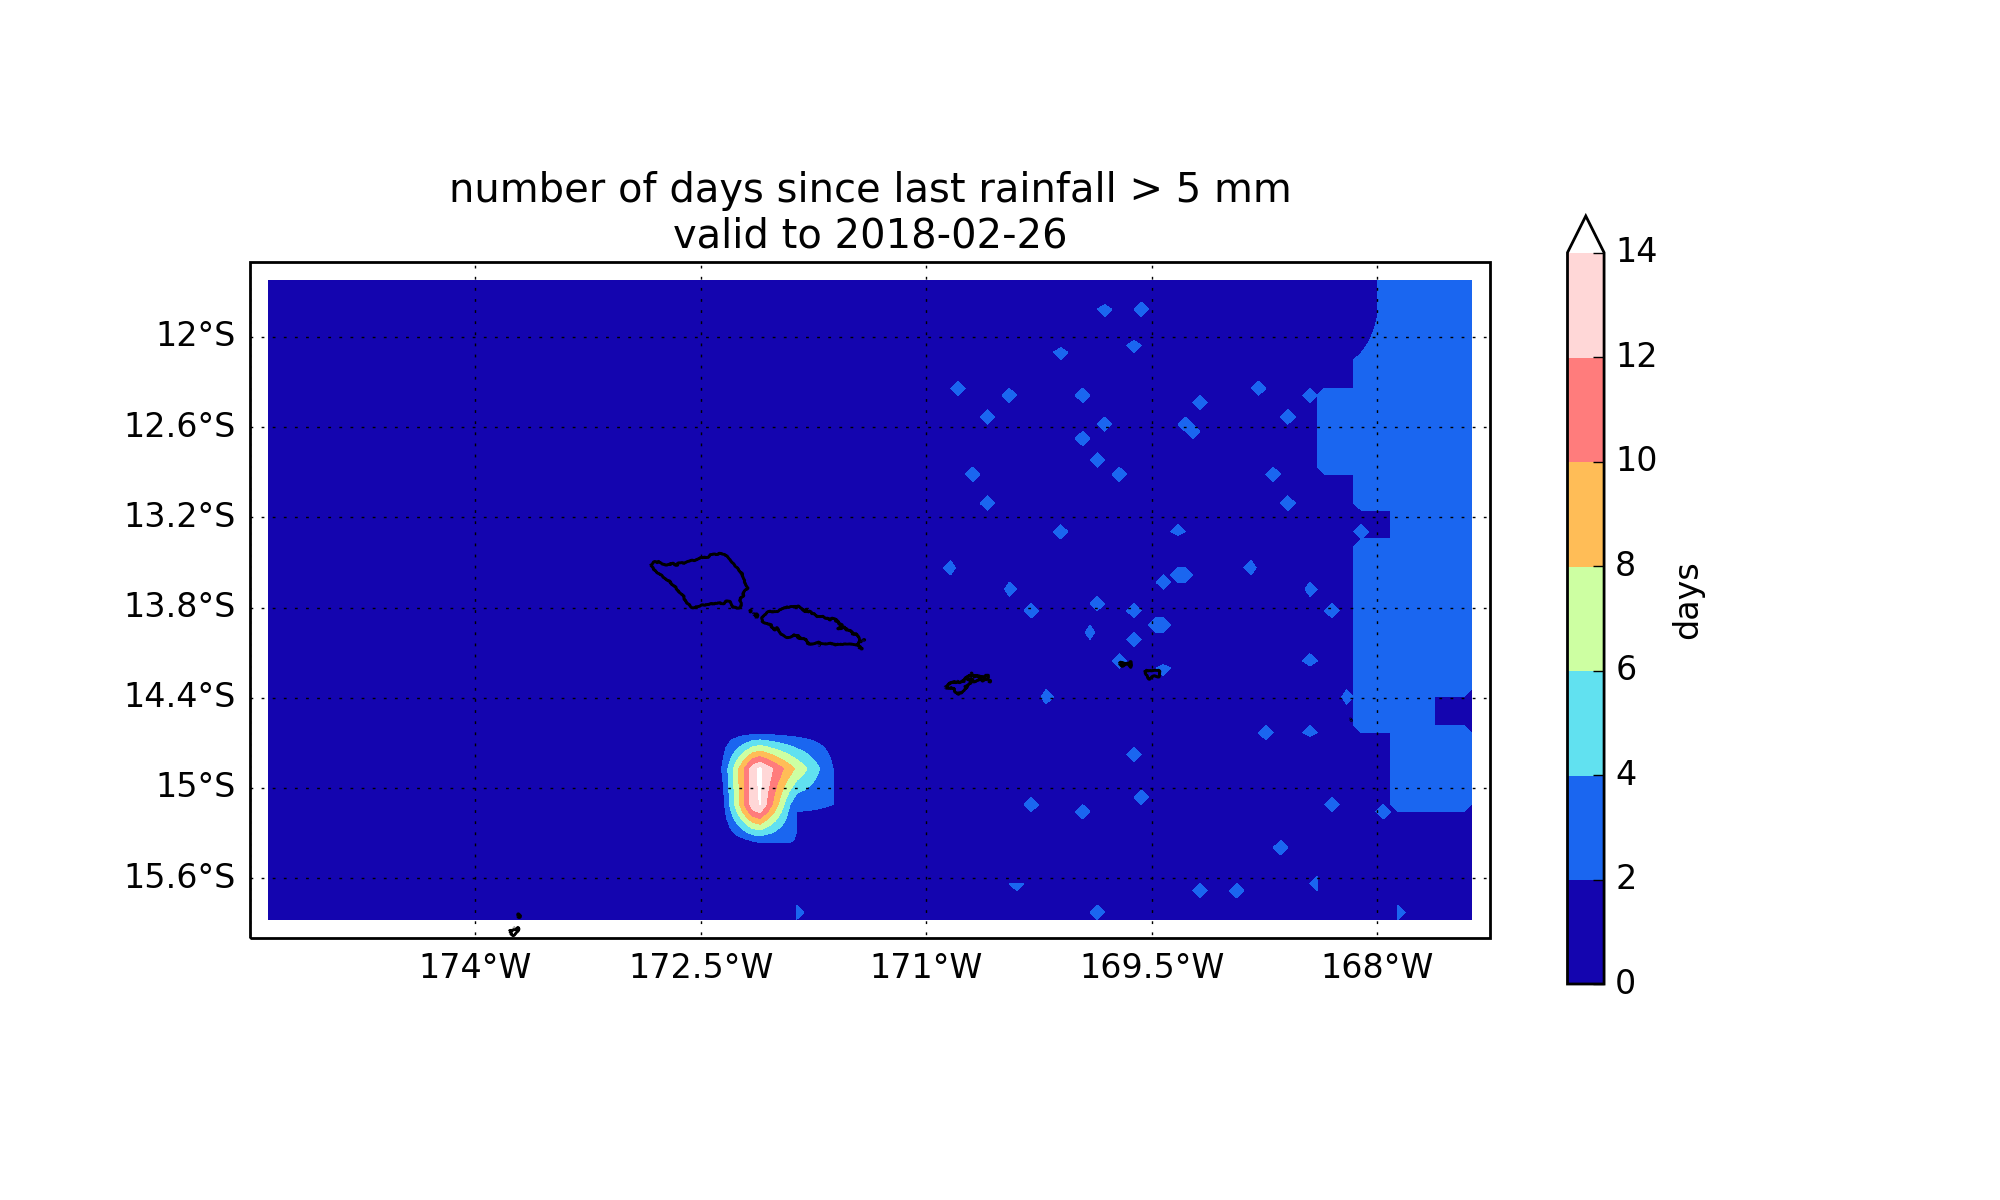 number of days since last rainfall > 5 mm
valid to 2018-02-26
12°S
12.6°S
13.2°S
13.8°S
14.4°S
15°S
15.6°S
174°W
172.5°W
171°W
169.5°W
168°W
14
12
10
8
6
4
2
0
days